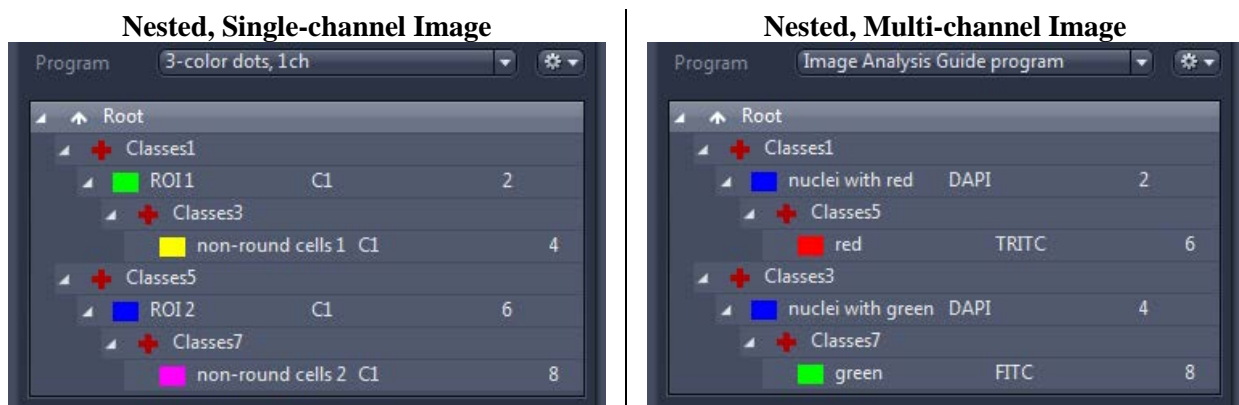 Nested, Single-channel Image
Program 3-color dots, 1ch
Root
Classes1
ROI 1 C1 2
Classes3
non-round cells 1 C1 4
Classes5
ROI 2 C1 6
Classes7
non-round cells 2 C1 8
Nested, Multi-channel Image
Program Image Analysis Guide program
Root
Classes1
nuclei with red DAPI 2
Classes5
red TRITC 6
Classes3
nuclei with green DAPI 4
Classes7
green FITC 8